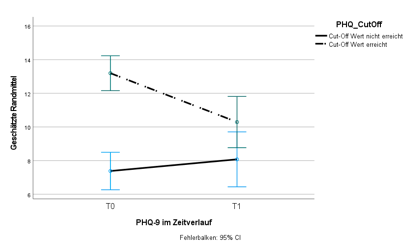 PHQ_CutOff
Cut-Off Wert nicht erreicht
Cut-Off Wert erreicht
Geschätzte Randmittel
16
14
12
10
8
6
T0
T1
PHQ-9 im Zeitverlauf
Fehlerbalken: 95% CI